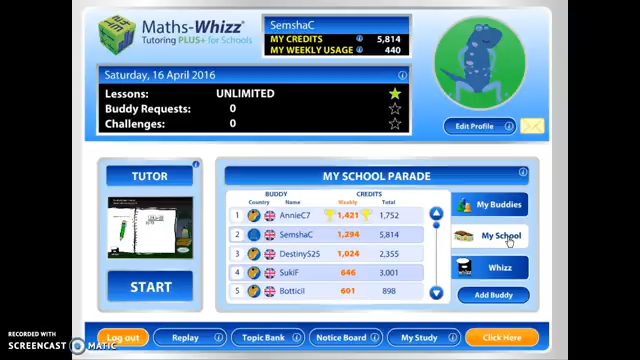 Maths-Whizz
Tutoring PLUS+ for Schools
SemshaC
MY CREDITS 5,814
MY WEEKLY USAGE 440
Saturday, 16 April 2016
Lessons: UNLIMITED
Buddy Requests: 0
Challenges: 0
Edit Profile
TUTOR
START
MY SCHOOL PARADE
BUDDY CREDITS
Country Name Weekly Total
1 AnnieC7 1,421 1,752
2 SemshaC 1,294 5,814
3 DestinyS25 1,024 2,355
4 SukiF 646 3,001
5 BotticiI 601 898
My Buddies
My School
Whizz
Add Buddy
Log out
Replay
Topic Bank
Notice Board
My Study
Click Here
RECORDED WITH
SCREENCAST MATIC